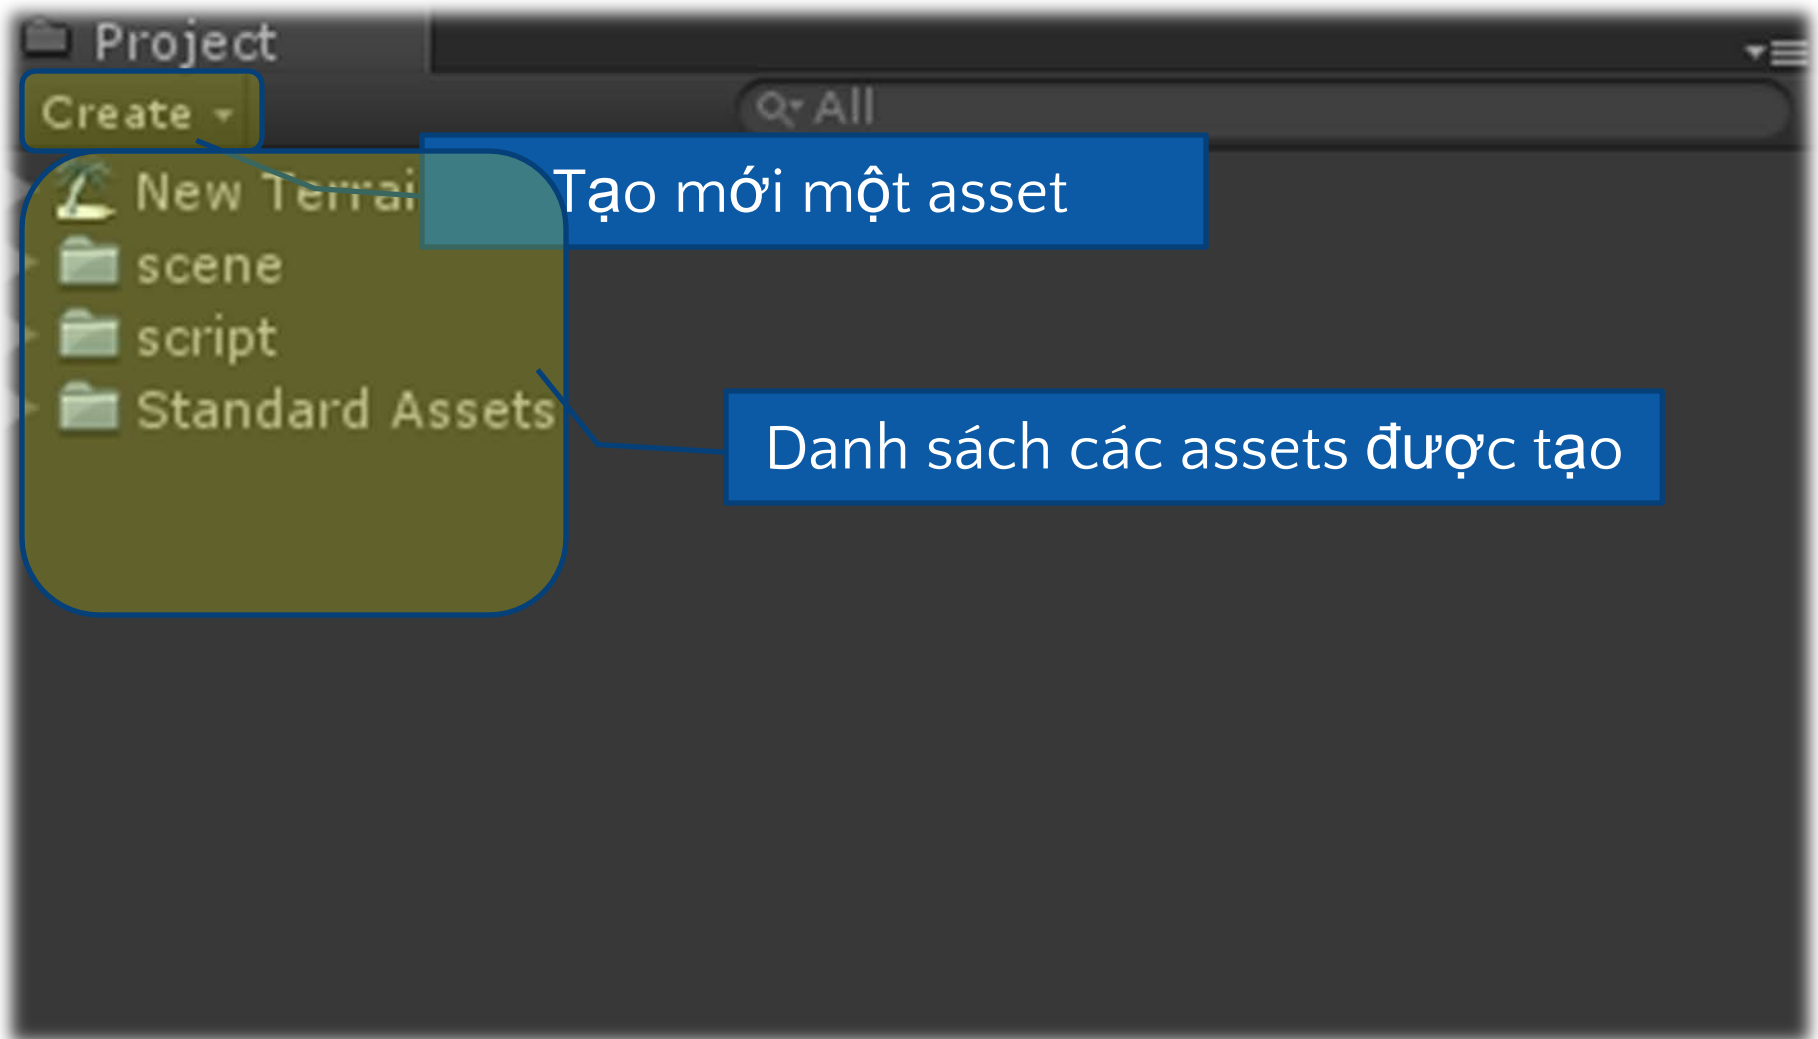 Project
Create
All
New Terrai
Tạo mới một asset
scene
script
Standard Assets
Danh sách các assets được tạo